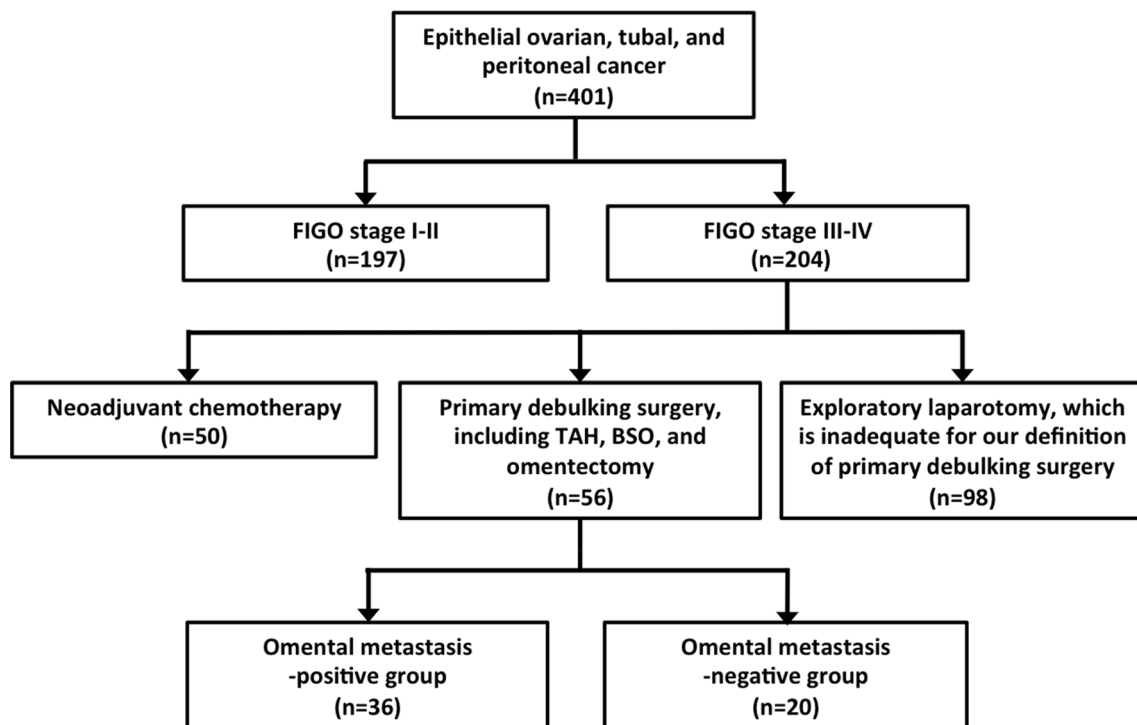 Epithelial ovarian, tubal, and
peritoneal cancer
(n=401)
FIGO stage I-II
(n=197)
FIGO stage III-IV
(n=204)
Neoadjuvant chemotherapy
(n=50)
Primary debulking surgery,
including TAH, BSO, and
omentectomy
(n=56)
Exploratory laparotomy, which
is inadequate for our definition
of primary debulking surgery
(n=98)
Omental metastasis
-positive group
(n=36)
Omental metastasis
-negative group
(n=20)